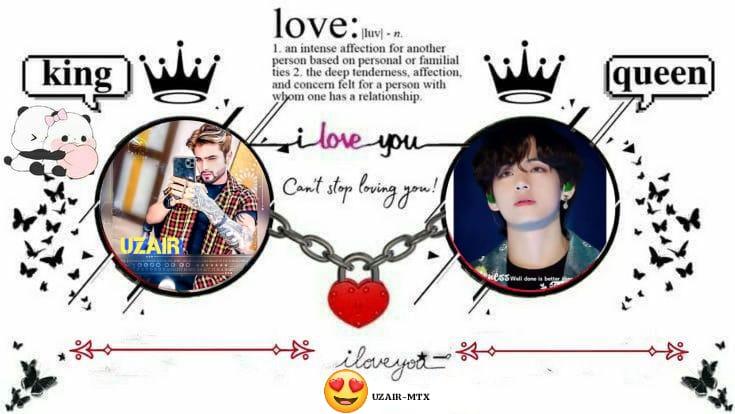 love: |luv| - n.
1. an intense affection for another
person based on personal or familial
ties 2. the deep tenderness, affection,
and concern felt for a person with
whom one has a relationship.
king
queen
i love you
Can't stop loving you!
UZAIR
Well done is better than
iloveyou
UZAIR-MTX